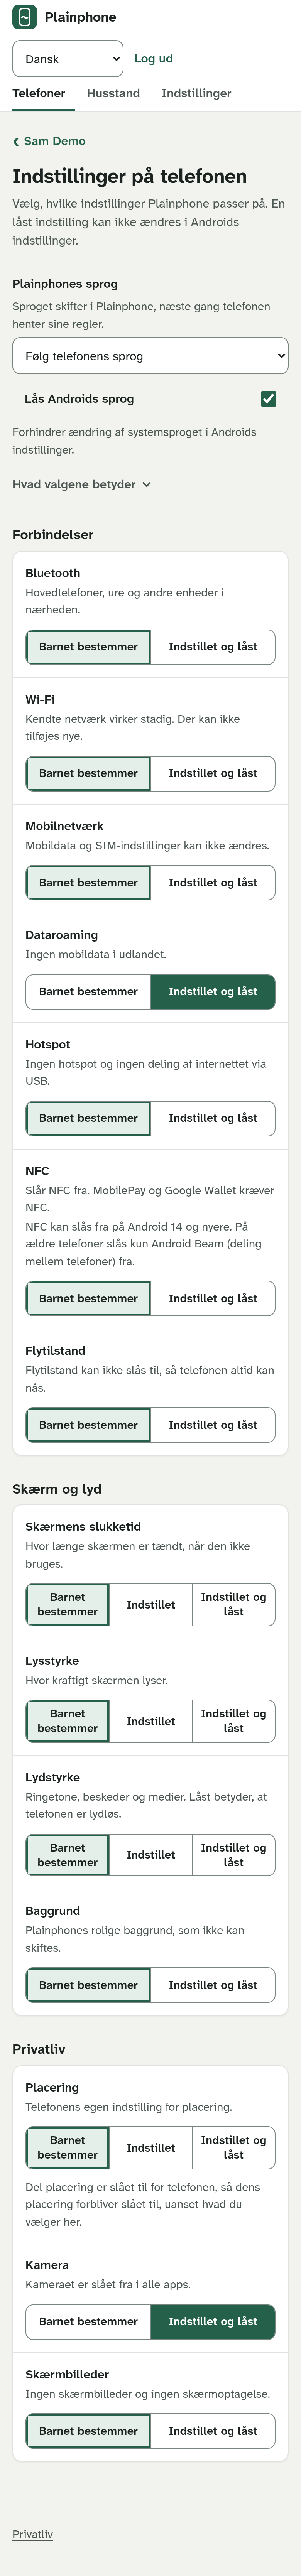 Plainphone
Dansk
Log ud
Telefoner
Husstand
Indstillinger
‹ Sam Demo
Indstillinger på telefonen
Vælg, hvilke indstillinger Plainphone passer på. En
låst indstilling kan ikke ændres i Androids
indstillinger.
Plainphones sprog
Sproget skifter i Plainphone, næste gang telefonen
henter sine regler.
Følg telefonens sprog
Lås Androids sprog
Forhindrer ændring af systemsproget i Androids
indstillinger.
Hvad valgene betyder
Forbindelser
Bluetooth
Hovedtelefoner, ure og andre enheder i
nærheden.
Barnet bestemmer
Indstillet og låst
Wi-Fi
Kendte netværk virker stadig. Der kan ikke
tilføjes nye.
Barnet bestemmer
Indstillet og låst
Mobilnetværk
Mobildata og SIM-indstillinger kan ikke ændres.
Barnet bestemmer
Indstillet og låst
Dataroaming
Ingen mobildata i udlandet.
Barnet bestemmer
Indstillet og låst
Hotspot
Ingen hotspot og ingen deling af internettet via
USB.
Barnet bestemmer
Indstillet og låst
NFC
Slår NFC fra. MobilePay og Google Wallet kræver
NFC.
NFC kan slås fra på Android 14 og nyere. På
ældre telefoner slås kun Android Beam (deling
mellem telefoner) fra.
Barnet bestemmer
Indstillet og låst
Flytilstand
Flytilstand kan ikke slås til, så telefonen altid kan
nås.
Barnet bestemmer
Indstillet og låst
Skærm og lyd
Skærmens slukketid
Hvor længe skærmen er tændt, når den ikke
bruges.
Barnet
bestemmer
Indstillet
Indstillet og
låst
Lysstyrke
Hvor kraftigt skærmen lyser.
Barnet
bestemmer
Indstillet
Indstillet og
låst
Lydstyrke
Ringetone, beskeder og medier. Låst betyder, at
telefonen er lydløs.
Barnet
bestemmer
Indstillet
Indstillet og
låst
Baggrund
Plainphones rolige baggrund, som ikke kan
skiftes.
Barnet bestemmer
Indstillet og låst
Privatliv
Placering
Telefonens egen indstilling for placering.
Barnet
bestemmer
Indstillet
Indstillet og
låst
Del placering er slået til for telefonen, så dens
placering forbliver slået til, uanset hvad du
vælger her.
Kamera
Kameraet er slået fra i alle apps.
Barnet bestemmer
Indstillet og låst
Skærmbilleder
Ingen skærmbilleder og ingen skærmoptagelse.
Barnet bestemmer
Indstillet og låst
Privatliv